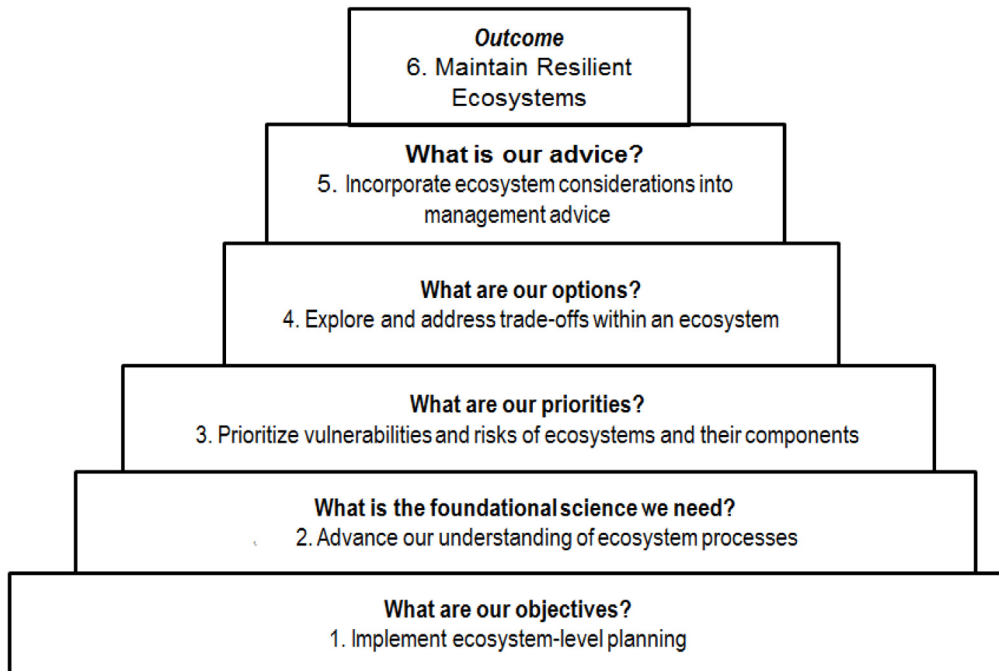 Outcome
6. Maintain Resilient
Ecosystems
What is our advice?
5. Incorporate ecosystem considerations into
management advice
What are our options?
4. Explore and address trade-offs within an ecosystem
What are our priorities?
3. Prioritize vulnerabilities and risks of ecosystems and their components
What is the foundational science we need?
2. Advance our understanding of ecosystem processes
What are our objectives?
1. Implement ecosystem-level planning